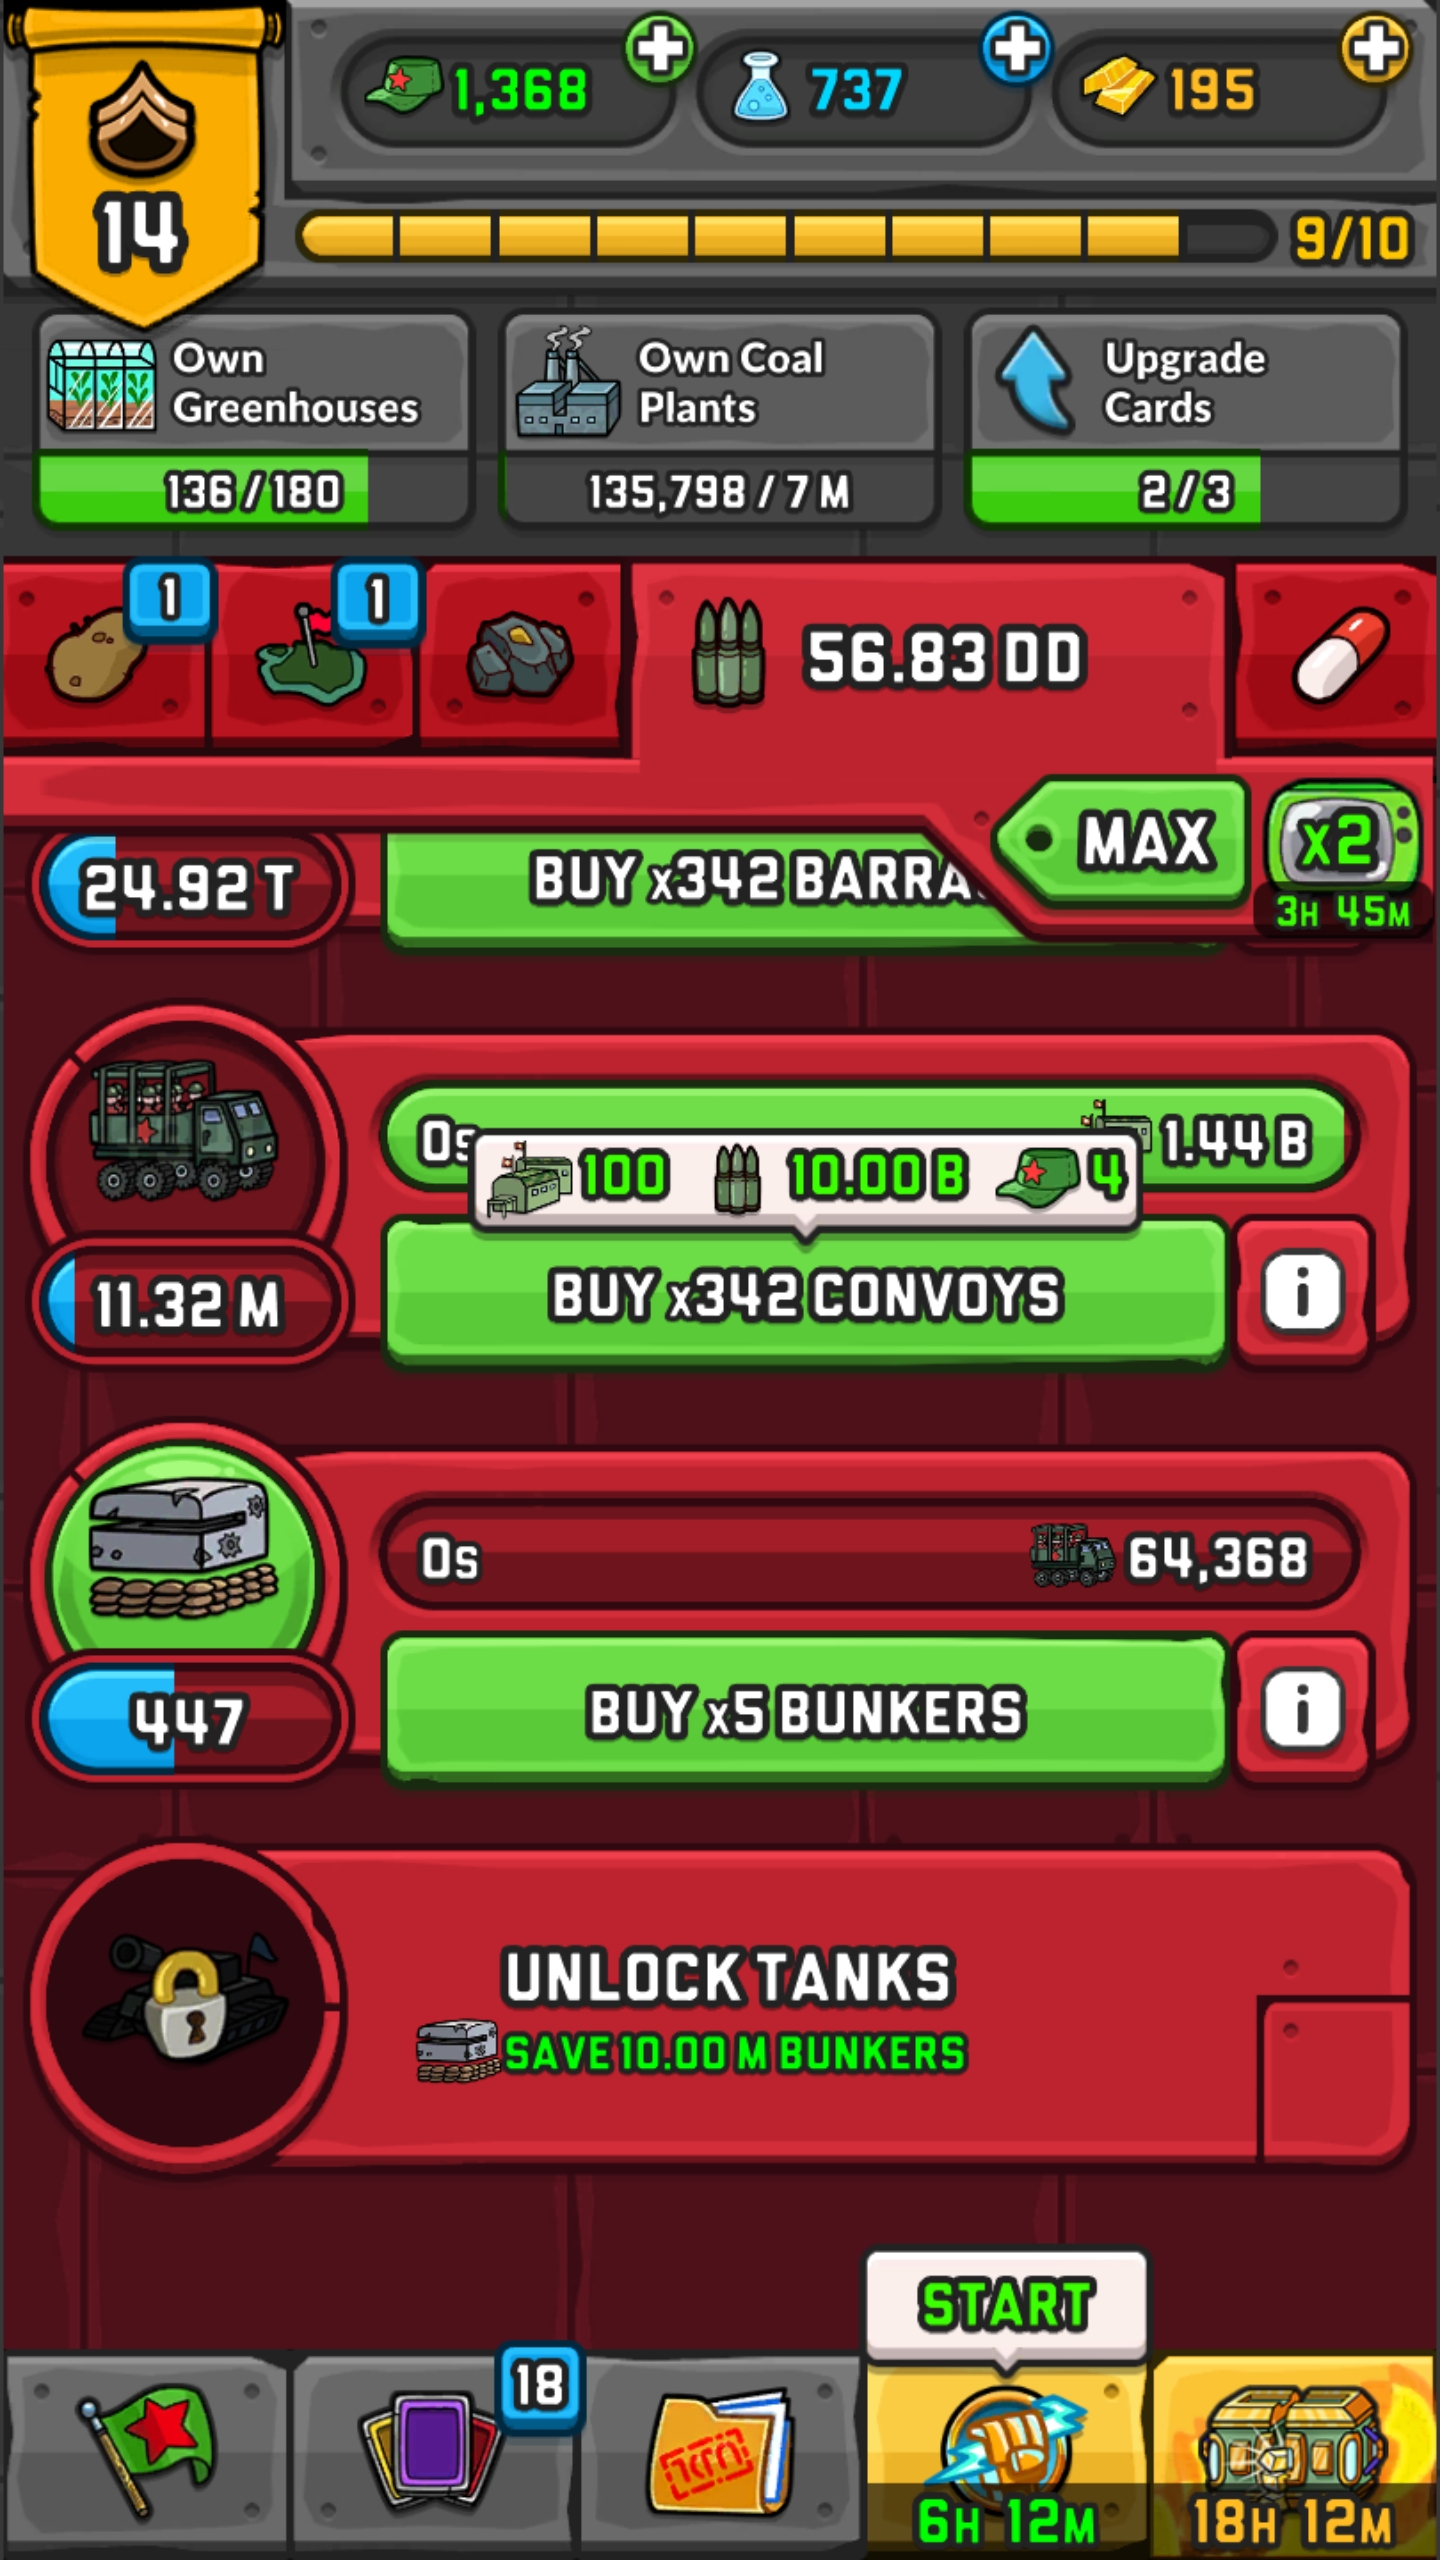 14
1,368
737
195
9/10
Own
Greenhouses
136/180
Own Coal
Plants
135,798/7 M
Upgrade
Cards
2/3
1
1
56.83 DD
MAX
x2
3H 45M
24.92 T
BUY x342
0s
1.44 B
100
10.00 B
4
11.32 M
BUY x342 CONVOYS
i
0s
64,368
447
BUY x5 BUNKERS
i
UNLOCK TANKS
SAVE 10.00 M BUNKERS
START
18
6H 12M
18H 12M